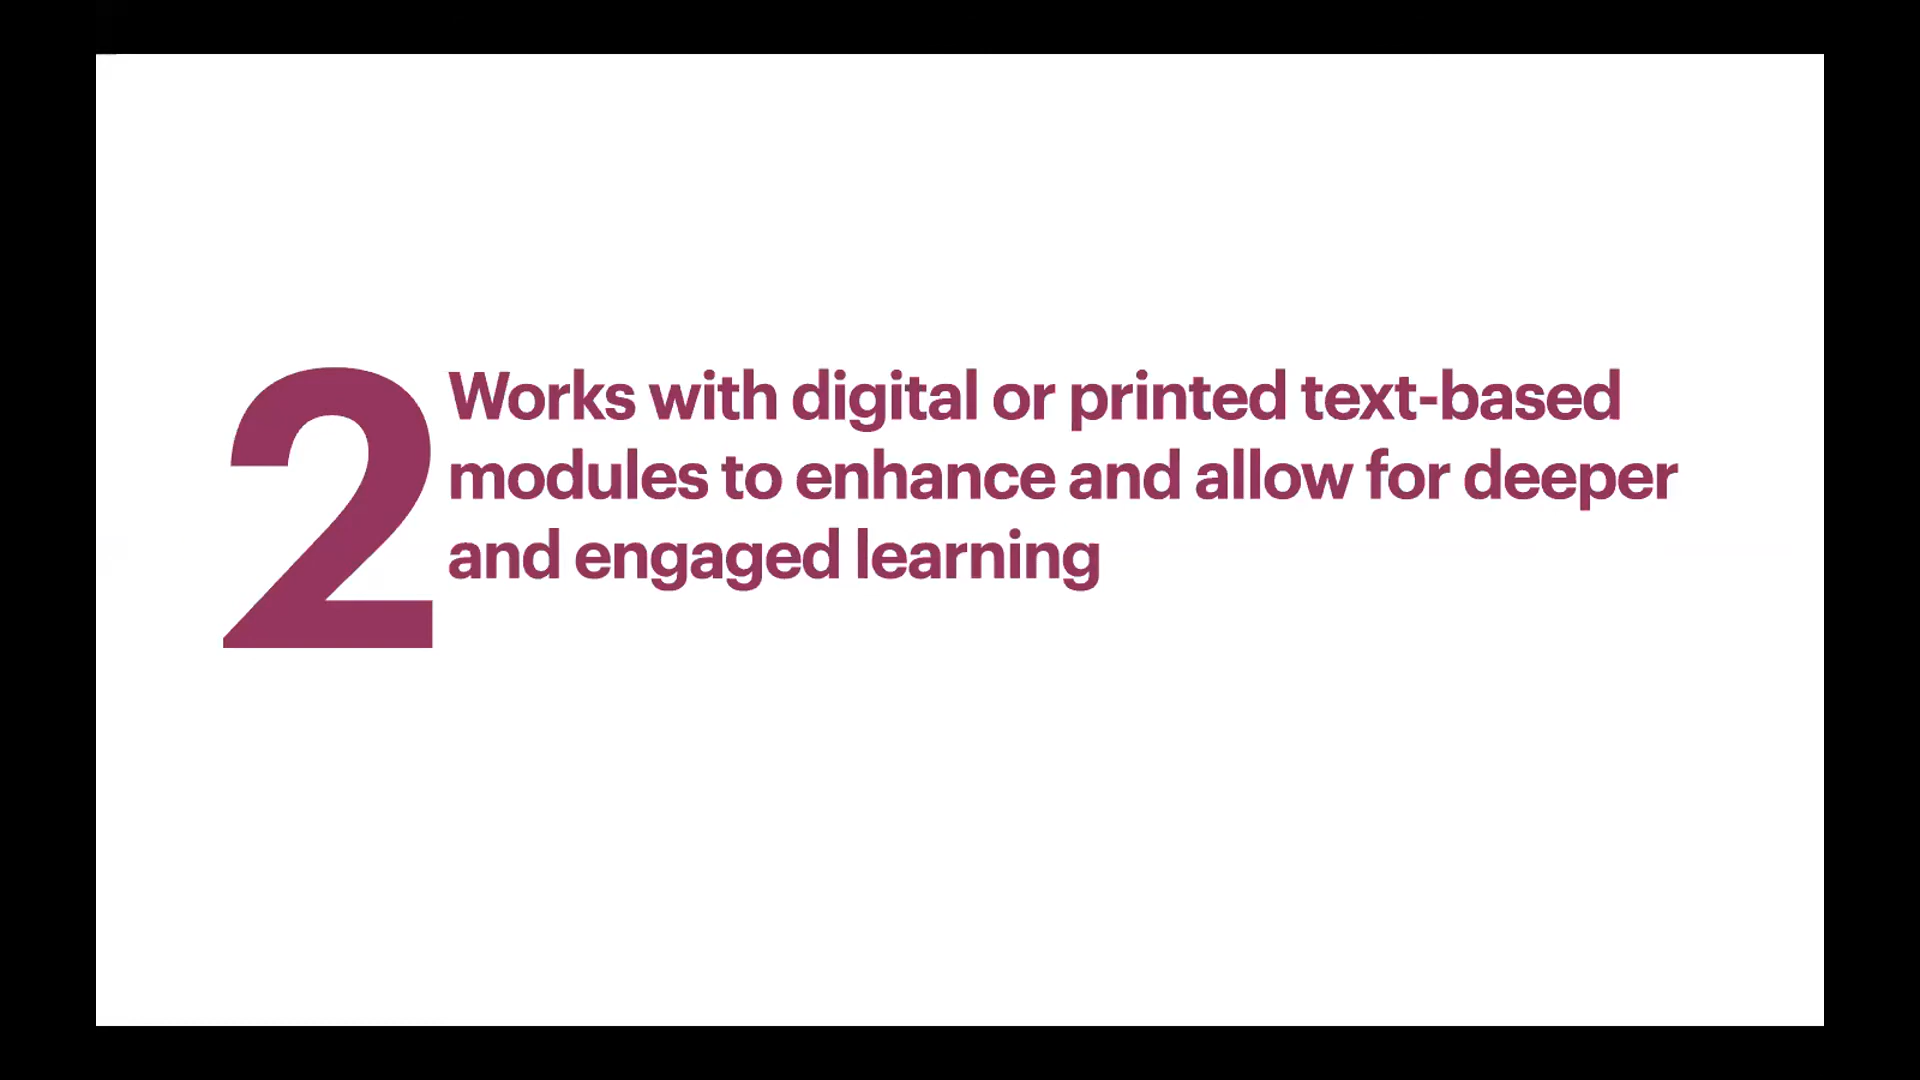 2
Works with digital or printed text-based
modules to enhance and allow for deeper
and engaged learning